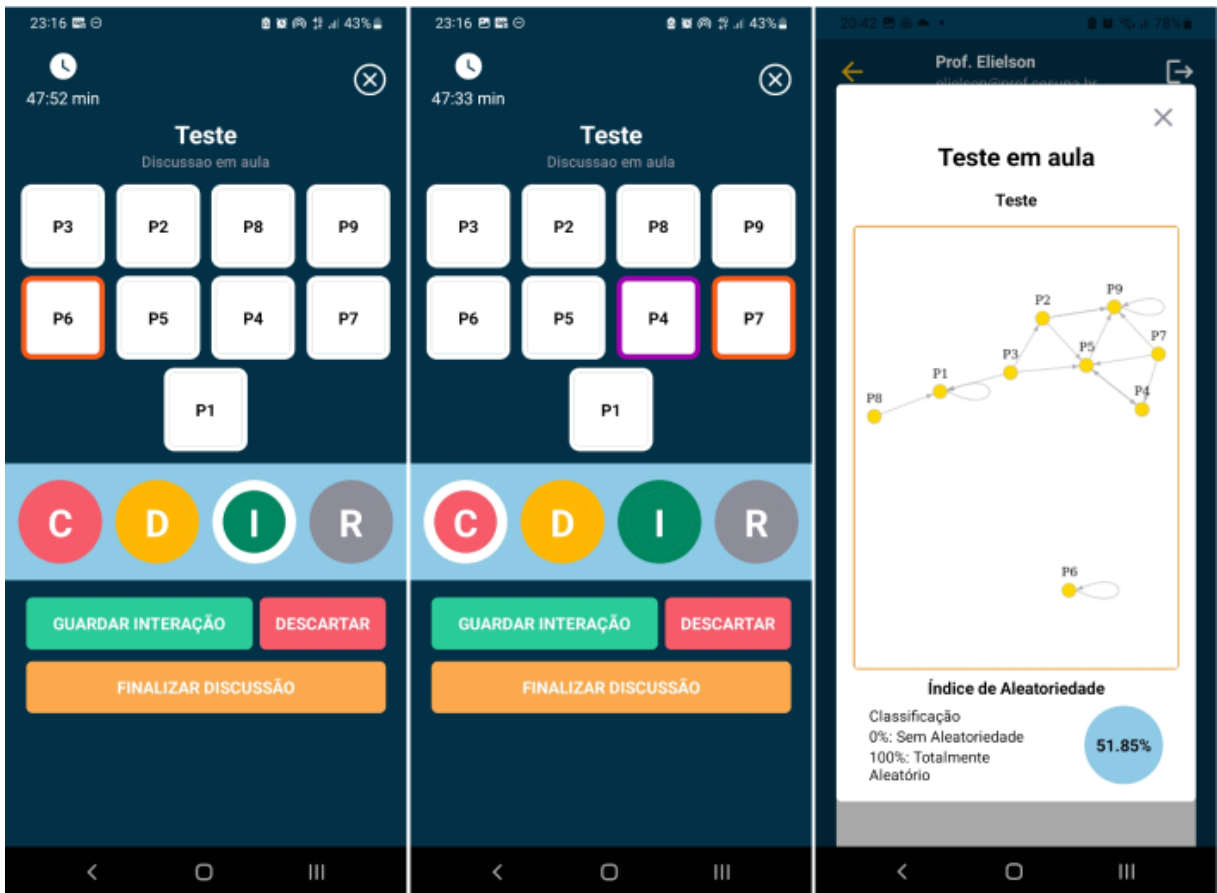 23:16
43%
47:52 min
Teste
Discussao em aula
P3 P2 P8 P9
P6 P5 P4 P7
P1
C D I R
GUARDAR INTERAÇÃO DESCARTAR
FINALIZAR DISCUSSÃO
23:16
43%
47:33 min
Teste
Discussao em aula
P3 P2 P8 P9
P6 P5 P4 P7
P1
C D I R
GUARDAR INTERAÇÃO DESCARTAR
FINALIZAR DISCUSSÃO
20:42
78%
Prof. Elielson
Teste em aula
Teste
P9
P2
P7
P5
P3
P1
P4
P8
P6
Índice de Aleatoriedade
Classificação
0%: Sem Aleatoriedade
100%: Totalmente
Aleatório
51.85%